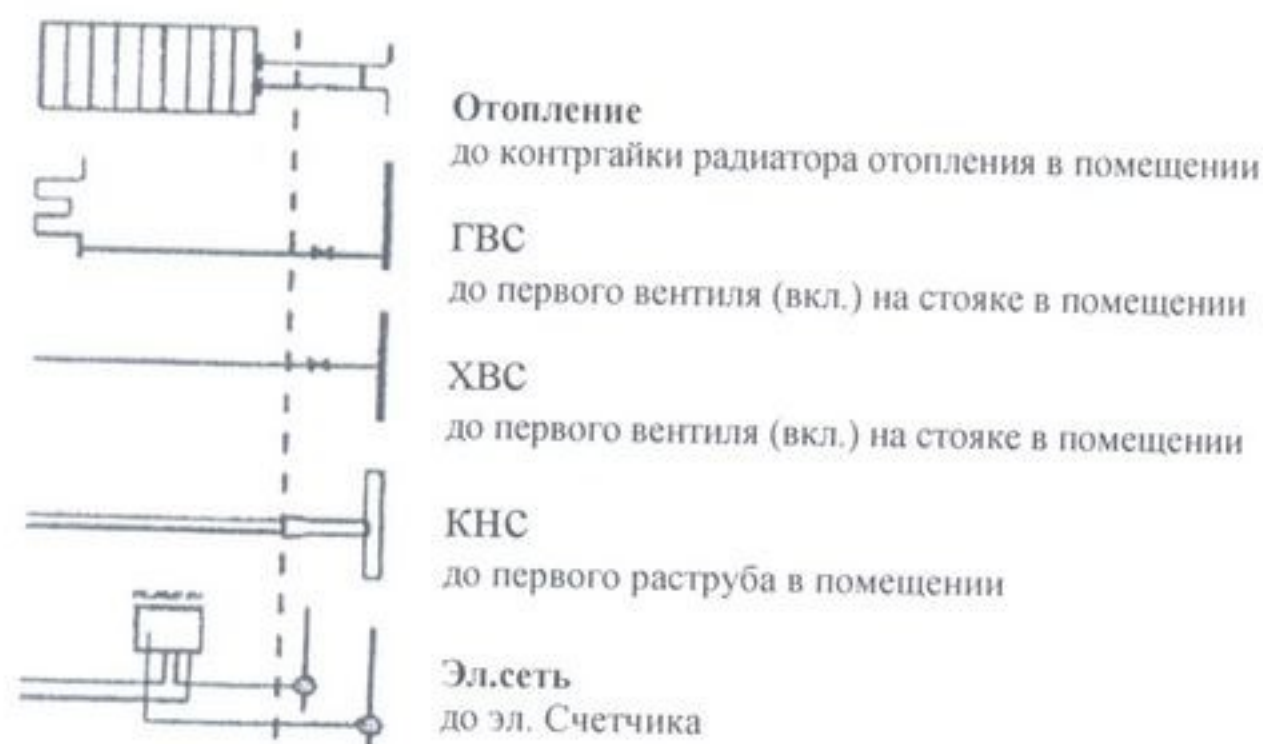 Отопление
до контргайки радиатора отопления в помещении
ГВС
до первого вентиля (вкл.) на стояке в помещении
ХВС
до первого вентиля (вкл.) на стояке в помещении
КНС
до первого раструба в помещении
Эл.сеть
до эл. Счетчика